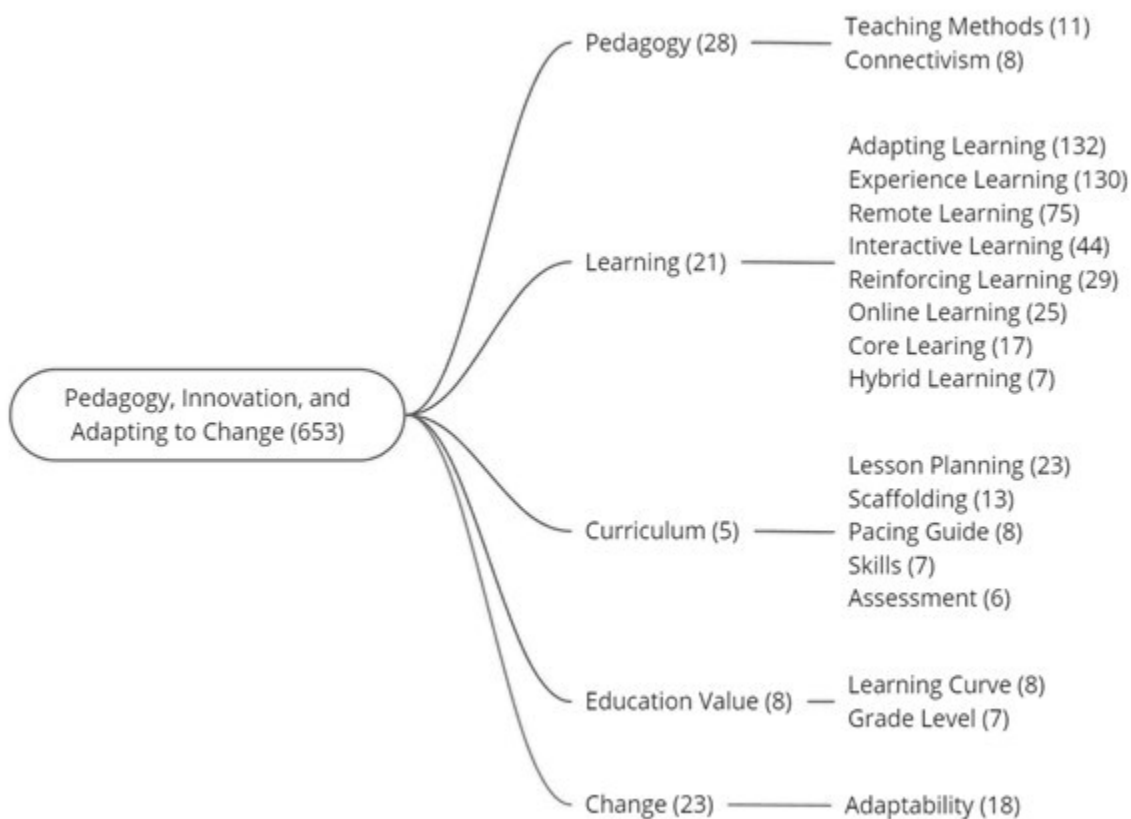 Pedagogy, Innovation, and
Adapting to Change (653)
Pedagogy (28)
Teaching Methods (11)
Connectivism (8)
Learning (21)
Adapting Learning (132)
Experience Learning (130)
Remote Learning (75)
Interactive Learning (44)
Reinforcing Learning (29)
Online Learning (25)
Core Learing (17)
Hybrid Learning (7)
Curriculum (5)
Lesson Planning (23)
Scaffolding (13)
Pacing Guide (8)
Skills (7)
Assessment (6)
Education Value (8)
Learning Curve (8)
Grade Level (7)
Change (23)
Adaptability (18)